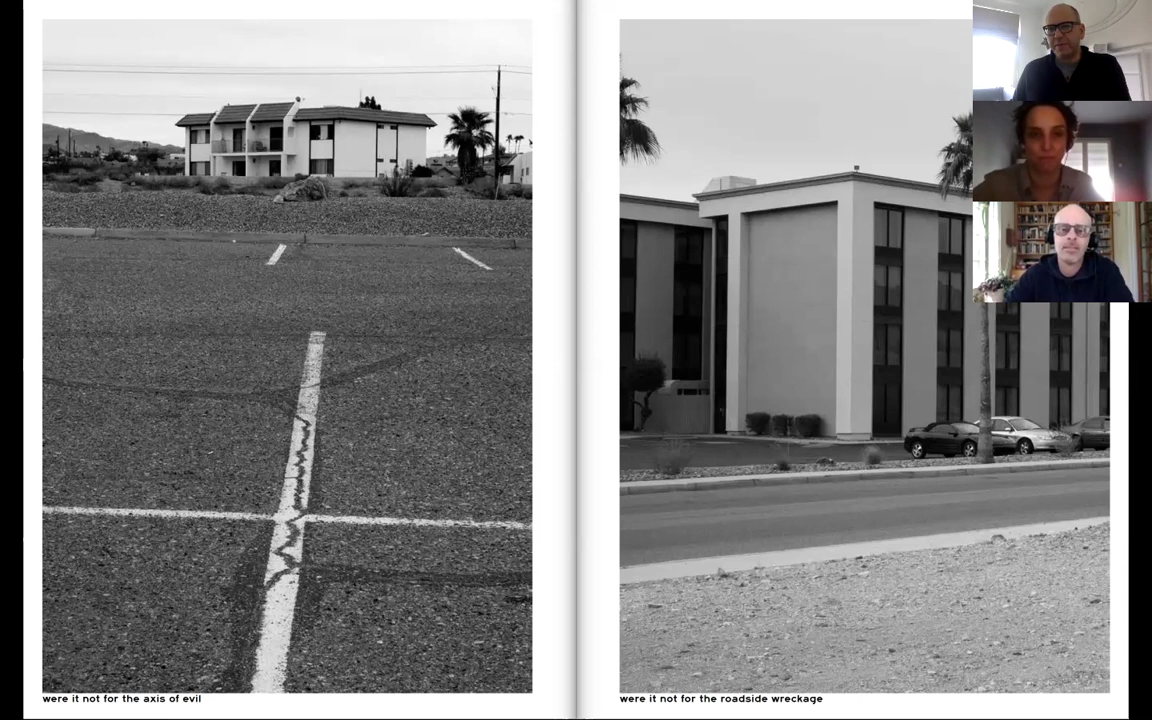 were it not for the axis of evil
were it not for the roadside wreckage